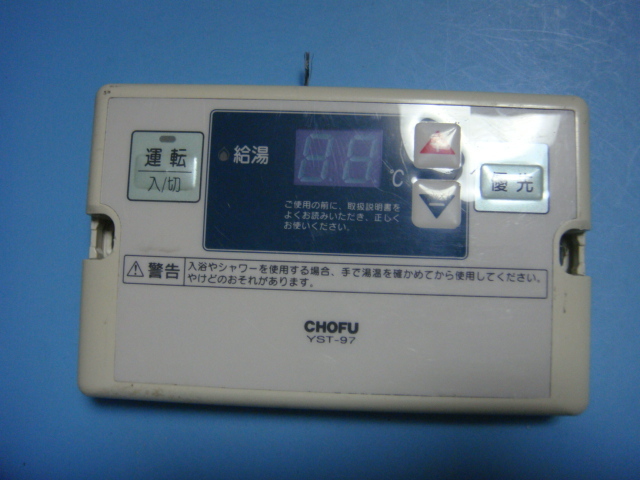 運転
入/切
給湯
88
℃
優先
ご使用の前に、取扱説明書を
よくお読みいただき、正しく
お使いください。
警告
入浴やシャワーを使用する場合、手で湯温を確かめてから使用してください。
やけどのおそれがあります。
CHOFU
YST-97